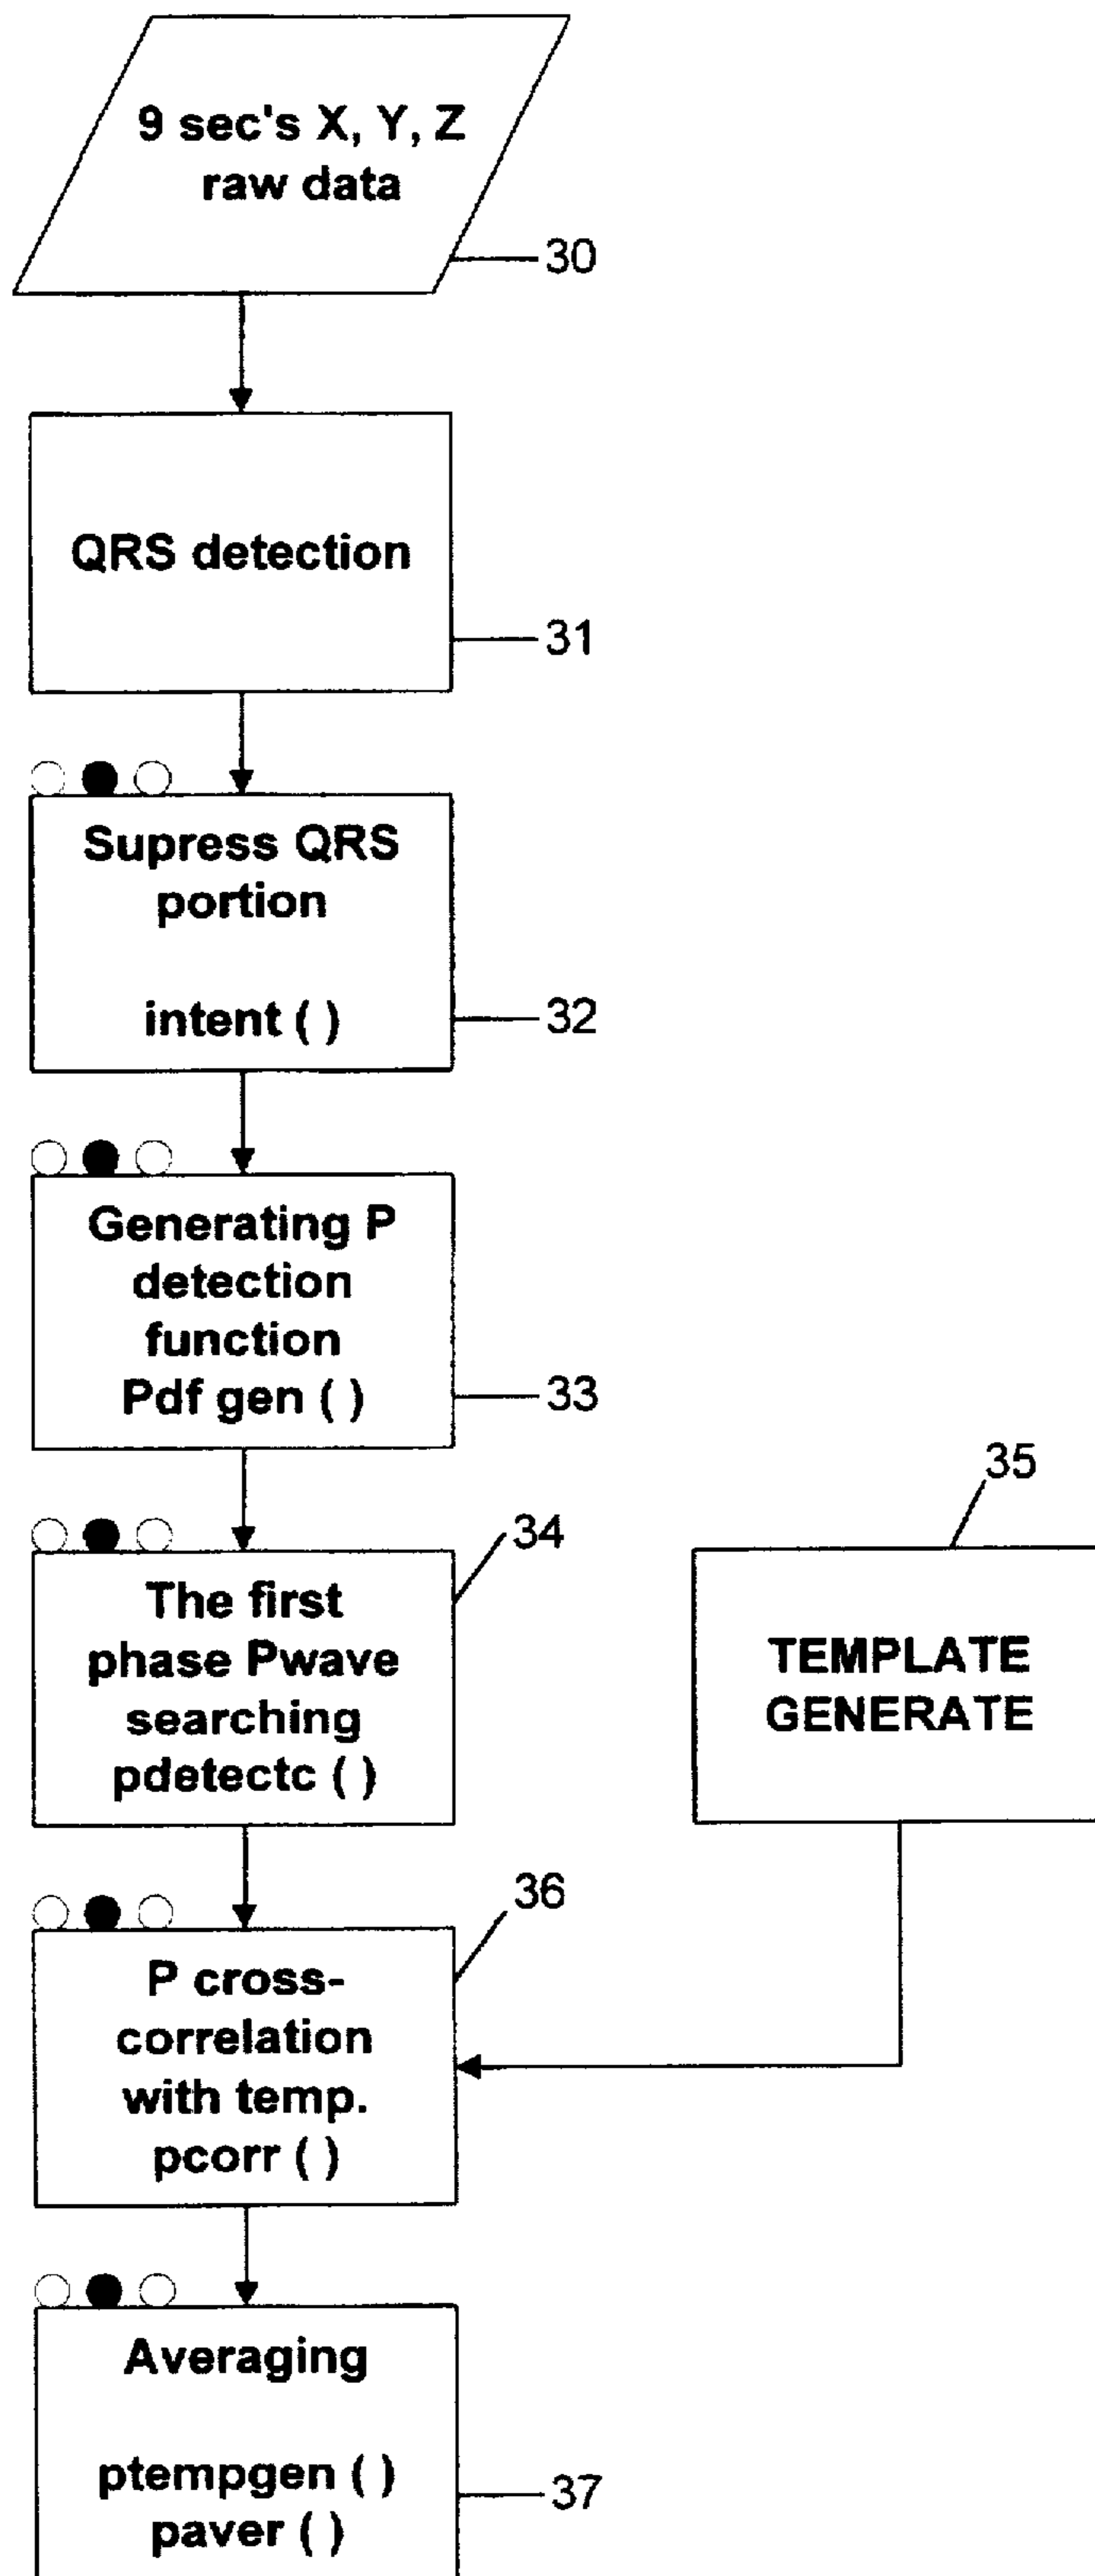 9 sec's X, Y, Z
raw data
30
QRS detection
31
Supress QRS
portion
intent ( )
32
Generating P
detection
function
Pdf gen ( )
33
34
The first
phase Pwave
searching
pdetectc ( )
35
TEMPLATE
GENERATE
36
P cross-
correlation
with temp.
pcorr ( )
Averaging
ptempgen ( )
paver ( )
37